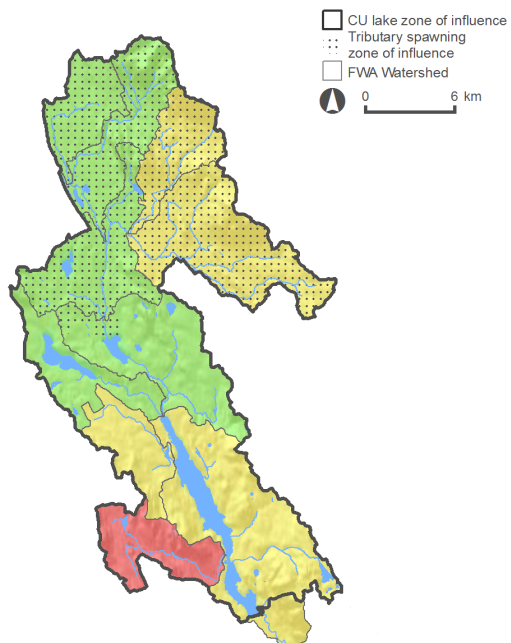 CU lake zone of influence
Tributary spawning
zone of influence
FWA Watershed
0 6 km